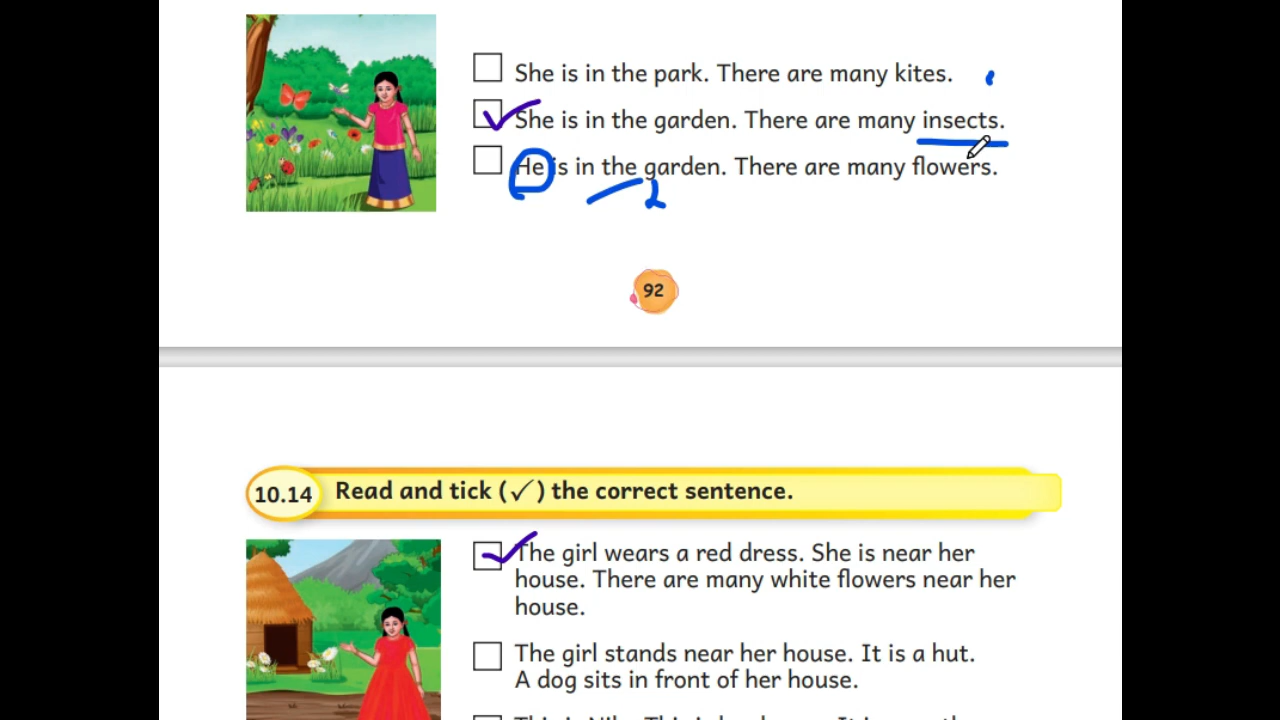 She is in the park. There are many kites.
She is in the garden. There are many insects.
He is in the garden. There are many flowers.
2
92
10.14 Read and tick (✓) the correct sentence.
The girl wears a red dress. She is near her
house. There are many white flowers near her
house.
The girl stands near her house. It is a hut.
A dog sits in front of her house.